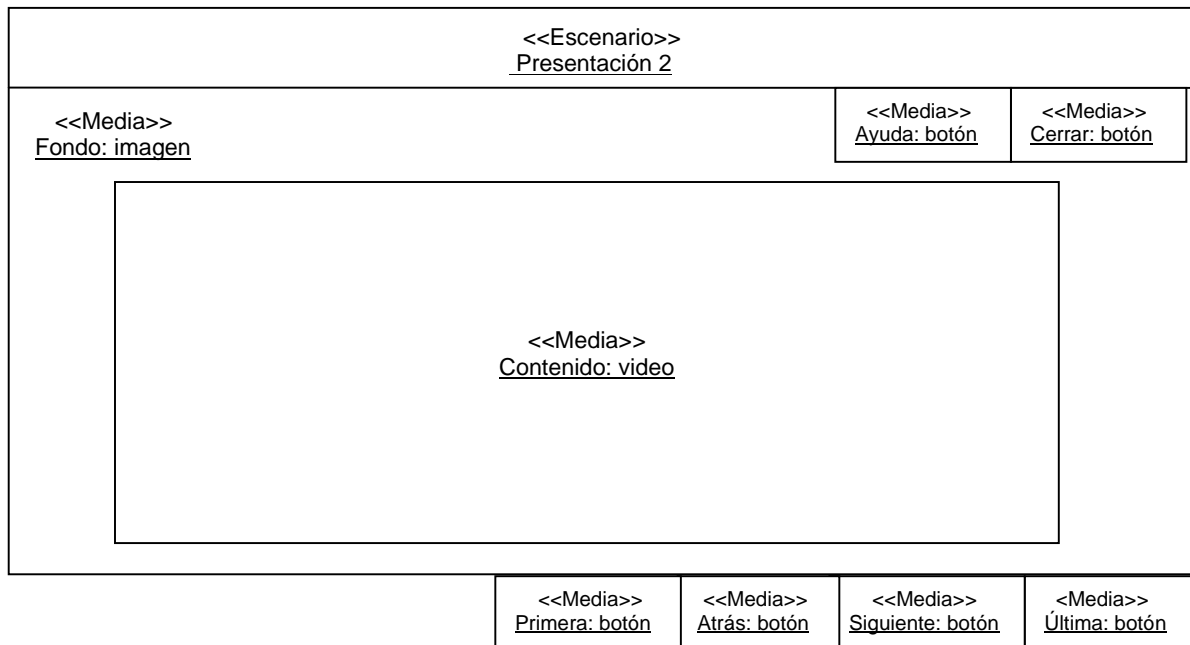 <<Escenario>>
Presentación 2
<<Media>>
Fondo: imagen
<<Media>>
Ayuda: botón
<<Media>>
Cerrar: botón
<<Media>>
Contenido: video
<<Media>>
Primera: botón
<<Media>>
Atrás: botón
<<Media>>
Siguiente: botón
<Media>>
Última: botón